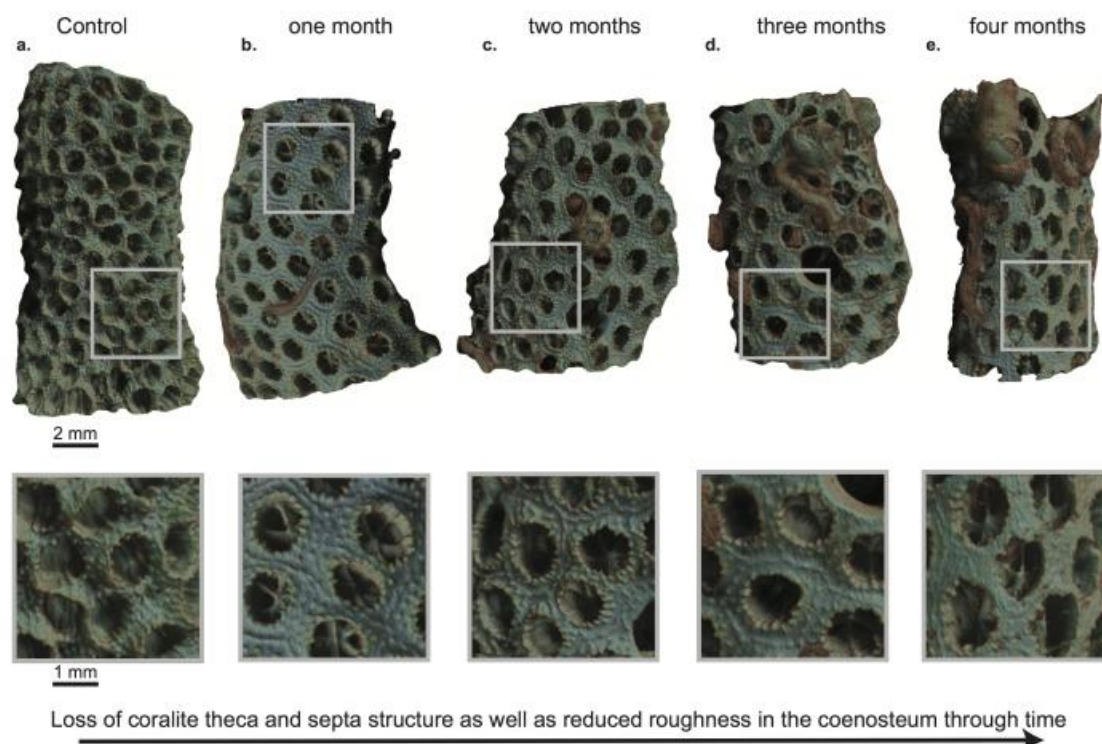 Control
one month
two months
three months
four months
a.
b.
c.
d.
e.
2 mm
1 mm
Loss of coralite theca and septa structure as well as reduced roughness in the coenosteum through time